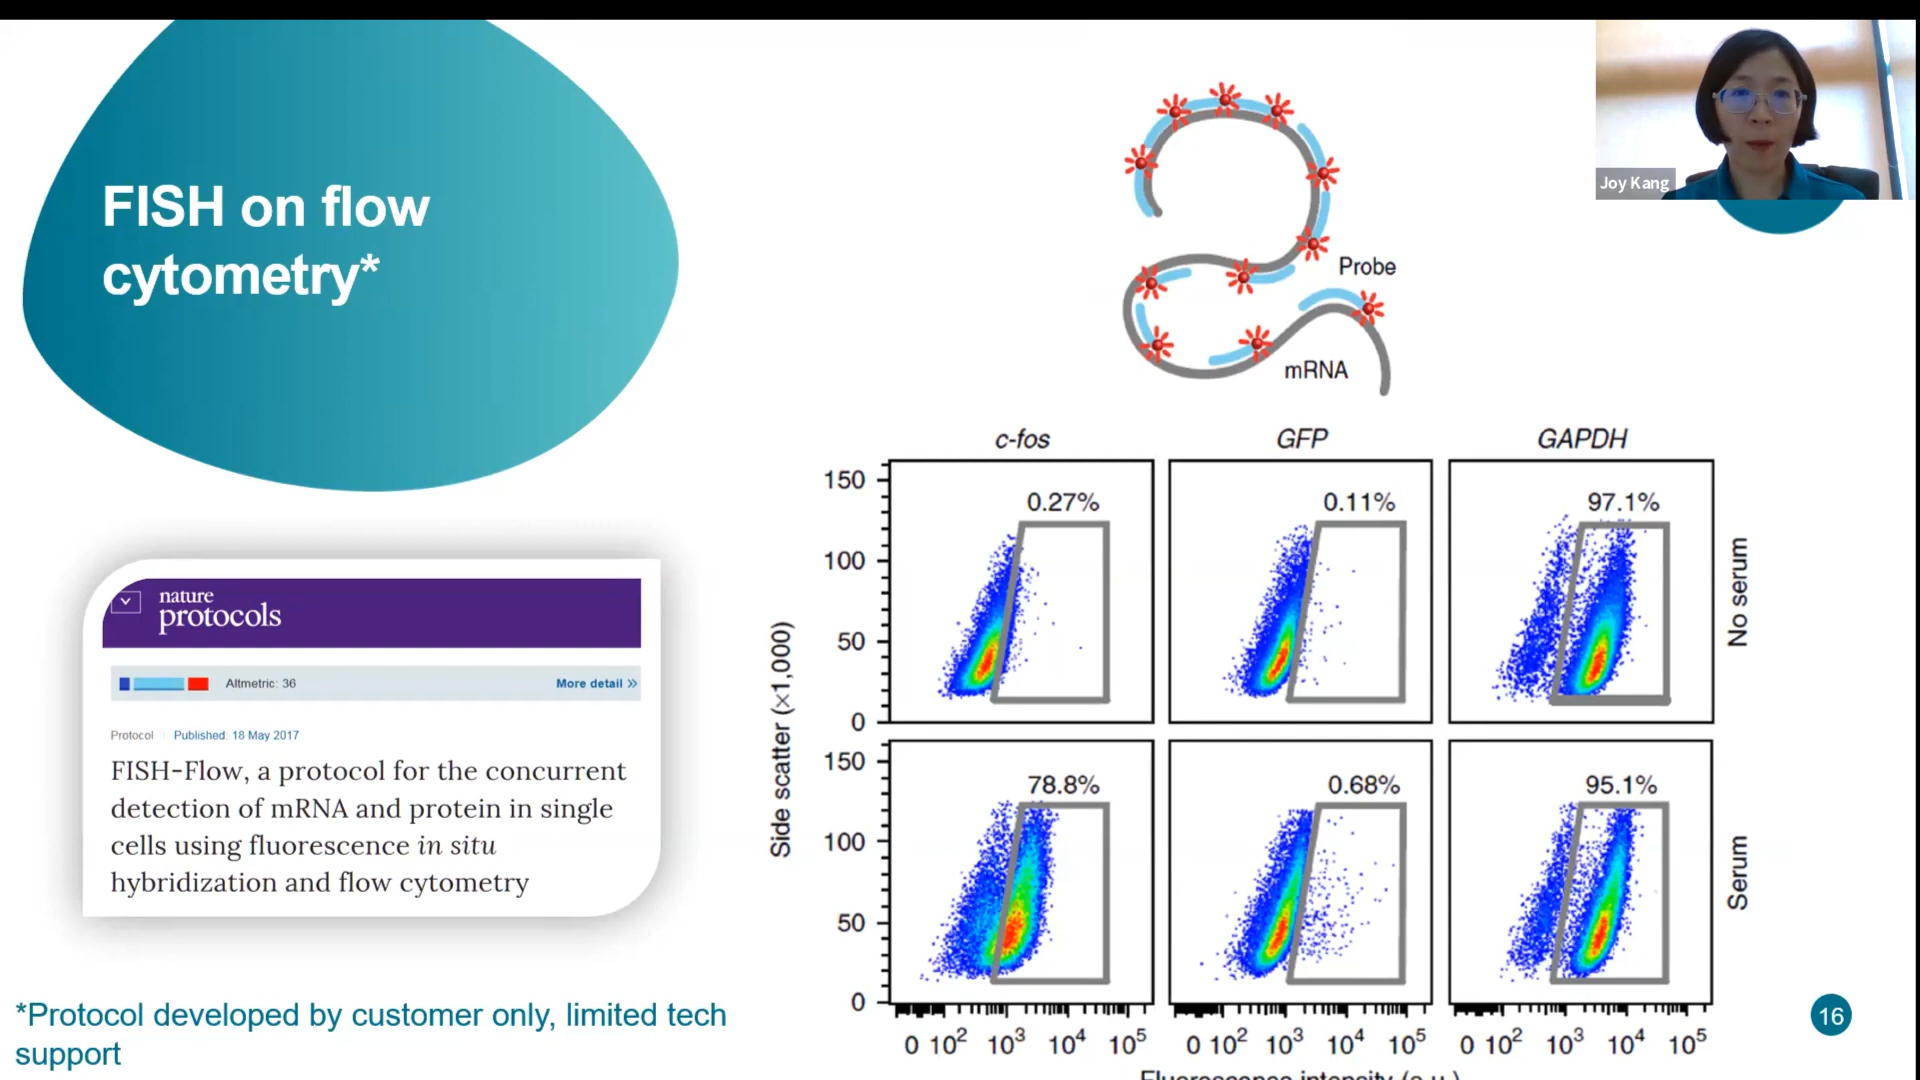 FISH on flow
cytometry*
nature
protocols
Altmetric: 36
More detail »
Protocol
Published: 18 May 2017
FISH-Flow, a protocol for the concurrent
detection of mRNA and protein in single
cells using fluorescence in situ
hybridization and flow cytometry
*Protocol developed by customer only, limited tech
support
Probe
mRNA
c-fos
GFP
GAPDH
150
100
50
0
0.27%
0.11%
97.1%
No serum
Side scatter (×1,000)
150
100
50
0
78.8%
0.68%
95.1%
Serum
0 10² 10³ 10⁴ 10⁵
0 10² 10³ 10⁴ 10⁵
0 10² 10³ 10⁴ 10⁵
Fluorescence intensity (a.u.)
Joy Kang
16